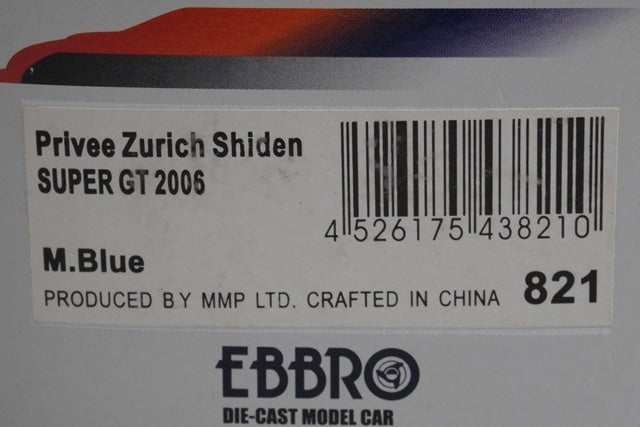 Privee Zurich Shiden
SUPER GT 2006
4 526175 438210
M.Blue
PRODUCED BY MMP LTD. CRAFTED IN CHINA 821
EBBRO
DIE-CAST MODEL CAR